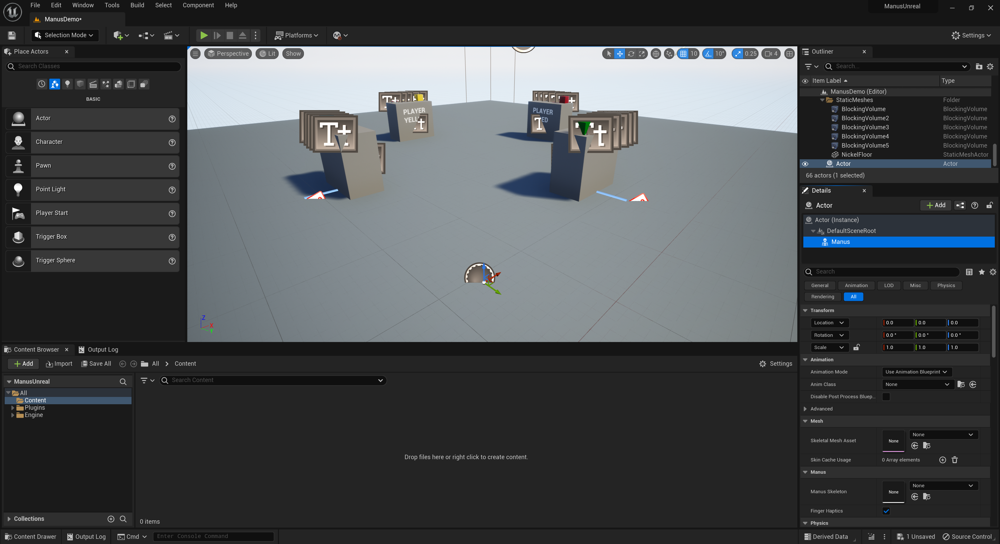 File Edit Window Tools Build Select Component Help
ManusUnreal
ManusDemo*
Selection Mode
Platforms
Settings
Place Actors
Search Classes
BASIC
Actor
Character
Pawn
Point Light
Player Start
Trigger Box
Trigger Sphere
Perspective Lit Show
10 10° 0.25 4
PLAYER
PLAYER
Tt
Tt
Outliner
Search...
Item Label Type
ManusDemo (Editor)
StaticMeshes Folder
BlockingVolume BlockingVolume
BlockingVolume2 BlockingVolume
BlockingVolume3 BlockingVolume
BlockingVolume4 BlockingVolume
BlockingVolume5 BlockingVolume
NickelFloor StaticMeshActor
Actor Actor
66 actors (1 selected)
Details
Actor Add
Actor (Instance)
DefaultSceneRoot
Manus
Search
General Animation LOD Misc Physics
Rendering All
Transform
Location 0.0 0.0 0.0
Rotation 0.0 ° 0.0 ° 0.0 °
Scale 1.0 1.0 1.0
Animation
Animation Mode Use Animation Blueprint
Anim Class None
Disable Post Process Bluep...
Advanced
Mesh
Skeletal Mesh Asset None None
Skin Cache Usage 0 Array elements
Manus
Manus Skeleton None None
Finger Haptics
Physics
Z
X
Y
Content Browser Output Log
Add Import Save All All Content Settings
ManusUnreal
Search Content
All
Content
Plugins
Engine
Drop files here or right click to create content.
Collections
0 items
Content Drawer Output Log Cmd Enter Console Command
Derived Data 1 Unsaved Source Control